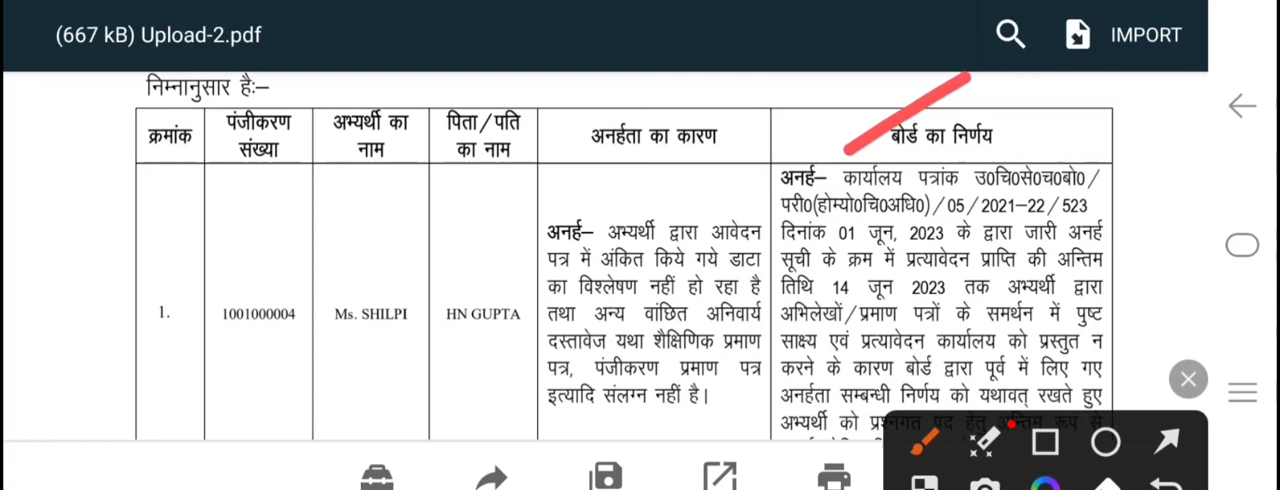 (667 kB) Upload-2.pdf
IMPORT
निम्नानुसार हैः–
क्रमांक
पंजीकरण
संख्या
अभ्यर्थी का
नाम
पिता/पति
का नाम
अनर्हता का कारण
बोर्ड का निर्णय
1.
1001000004
Ms. SHILPI
HN GUPTA
अनर्ह– अभ्यर्थी द्वारा आवेदन
पत्र में अंकित किये गये डाटा
का विश्लेषण नहीं हो रहा है
तथा अन्य वांछित अनिवार्य
दस्तावेज यथा शैक्षिणिक प्रमाण
पत्र, पंजीकरण प्रमाण पत्र
इत्यादि संलग्न नहीं है।
अनर्ह– कार्यालय पत्रांक उ0चि0से0च0बो0/
परी0(होम्यो0चि0अधि0)/05/2021–22/523
दिनांक 01 जून, 2023 के द्वारा जारी अनर्ह
सूची के क्रम में प्रत्यावेदन प्राप्ति की अन्तिम
तिथि 14 जून 2023 तक अभ्यर्थी द्वारा
अभिलेखों/प्रमाण पत्रों के समर्थन में पुष्ट
साक्ष्य एवं प्रत्यावेदन कार्यालय को प्रस्तुत न
करने के कारण बोर्ड द्वारा पूर्व में लिए गए
अनर्हता सम्बन्धी निर्णय को यथावत् रखते हुए
अभ्यर्थी को प्रश्नगत पद हेतु अन्तिम रूप से